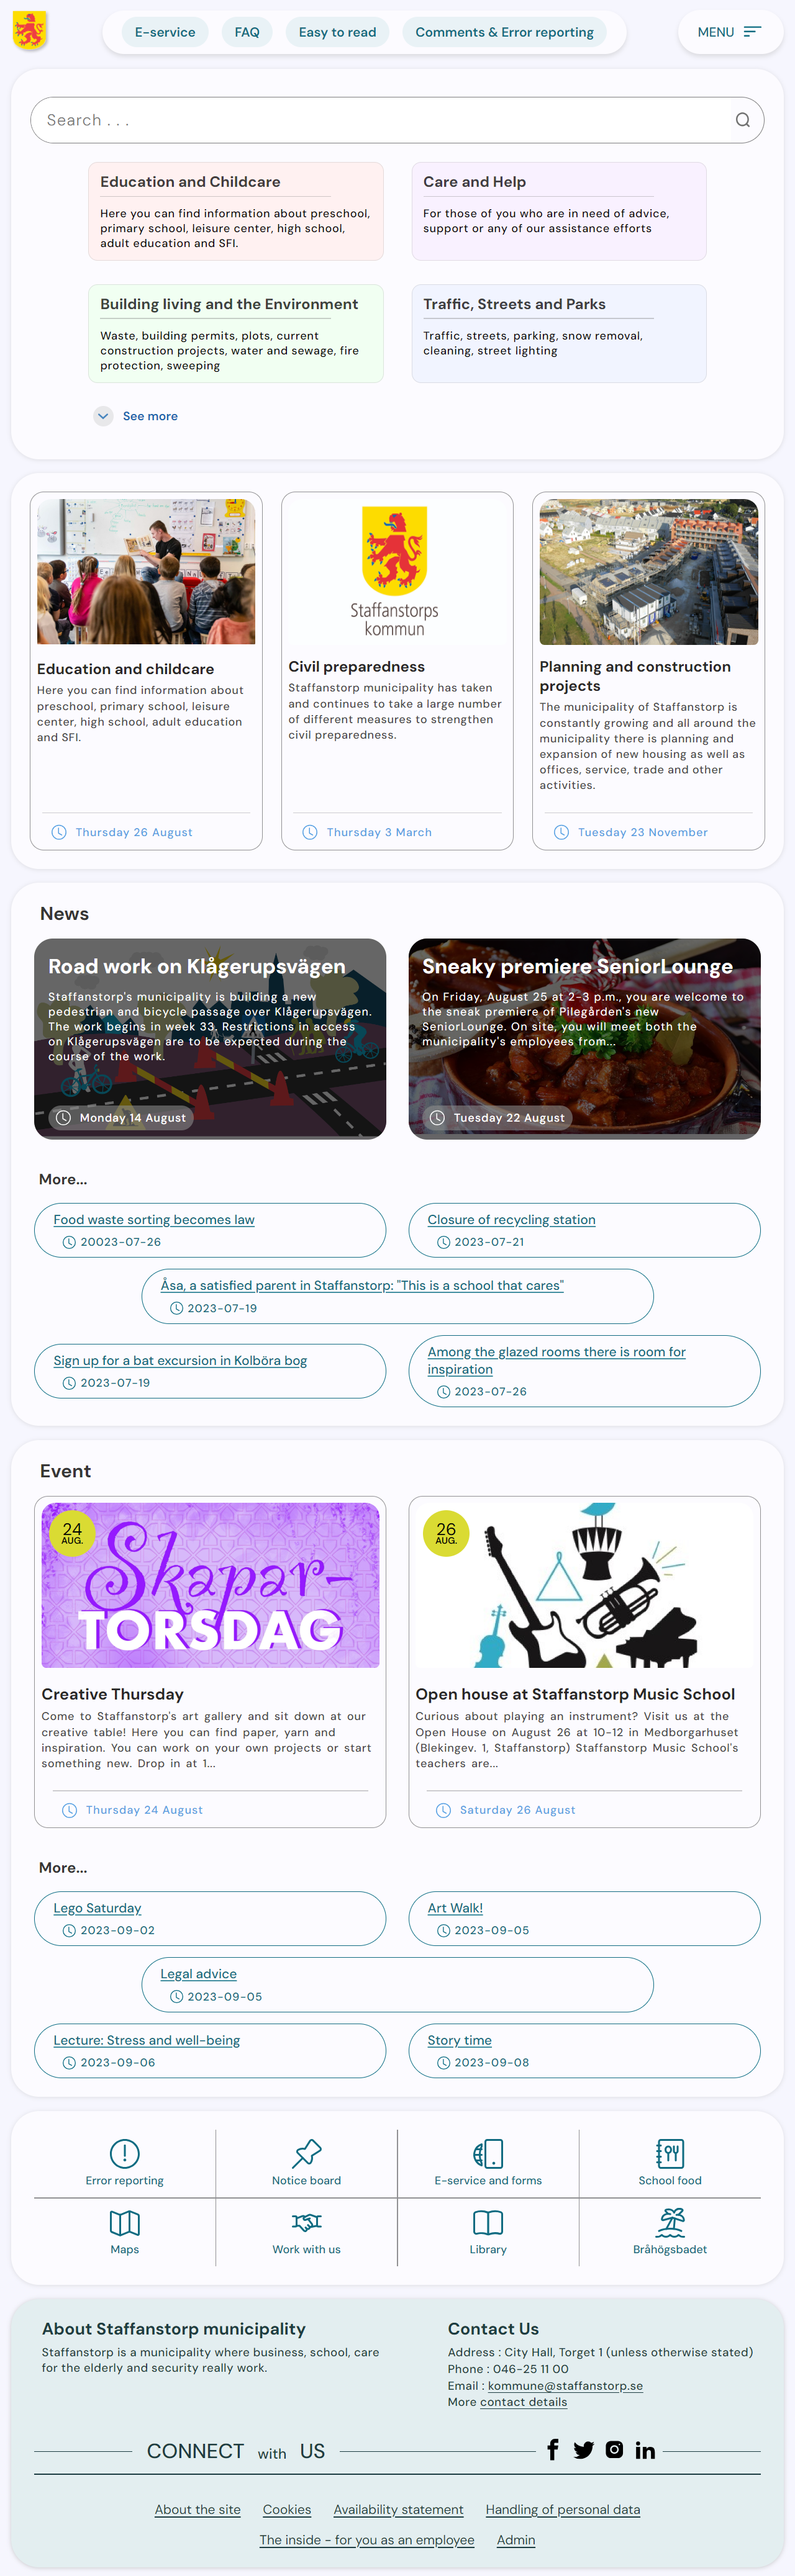 E-service
FAQ
Easy to read
Comments & Error reporting
MENU
Search . . .
Education and Childcare
Here you can find information about preschool,
primary school, leisure center, high school,
adult education and SFI.
Care and Help
For those of you who are in need of advice,
support or any of our assistance efforts
Building living and the Environment
Waste, building permits, plots, current
construction projects, water and sewage, fire
protection, sweeping
Traffic, Streets and Parks
Traffic, streets, parking, snow removal,
cleaning, street lighting
See more
Education and childcare
Here you can find information about
preschool, primary school, leisure
center, high school, adult education
and SFI.
Thursday 26 August
Staffanstorps
kommun
Civil preparedness
Staffanstorp municipality has taken
and continues to take a large number
of different measures to strengthen
civil preparedness.
Thursday 3 March
Planning and construction
projects
The municipality of Staffanstorp is
constantly growing and all around the
municipality there is planning and
expansion of new housing as well as
offices, service, trade and other
activities.
Tuesday 23 November
News
Road work on Klågerupsvägen
Staffanstorp's municipality is building a new
pedestrian and bicycle passage over Klågerupsvägen.
The work begins in week 33. Restrictions in access
on Klågerupsvägen are to be expected during the
course of the work.
Monday 14 August
Sneaky premiere SeniorLounge
On Friday, August 25 at 2-3 p.m., you are welcome to
the sneak premiere of Pilegården's new
SeniorLounge. On site, you will meet both the
municipality's employees from...
Tuesday 22 August
More...
Food waste sorting becomes law
20023-07-26
Closure of recycling station
2023-07-21
Åsa, a satisfied parent in Staffanstorp: "This is a school that cares"
2023-07-19
Sign up for a bat excursion in Kolböra bog
2023-07-19
Among the glazed rooms there is room for
inspiration
2023-07-26
Event
24
AUG.
Skapar-
TORSDAG
Creative Thursday
Come to Staffanstorp's art gallery and sit down at our
creative table! Here you can find paper, yarn and
inspiration. You can work on your own projects or start
something new. Drop in at 1...
Thursday 24 August
26
AUG.
Open house at Staffanstorp Music School
Curious about playing an instrument? Visit us at the
Open House on August 26 at 10-12 in Medborgarhuset
(Blekingev. 1, Staffanstorp) Staffanstorp Music School's
teachers are...
Saturday 26 August
More...
Lego Saturday
2023-09-02
Art Walk!
2023-09-05
Legal advice
2023-09-05
Lecture: Stress and well-being
2023-09-06
Story time
2023-09-08
Error reporting
Notice board
E-service and forms
School food
Maps
Work with us
Library
Bråhögsbadet
About Staffanstorp municipality
Staffanstorp is a municipality where business, school, care
for the elderly and security really work.
Contact Us
Address : City Hall, Torget 1 (unless otherwise stated)
Phone : 046-25 11 00
Email : kommune@staffanstorp.se
More contact details
CONNECT with US
About the site
Cookies
Availability statement
Handling of personal data
The inside - for you as an employee
Admin